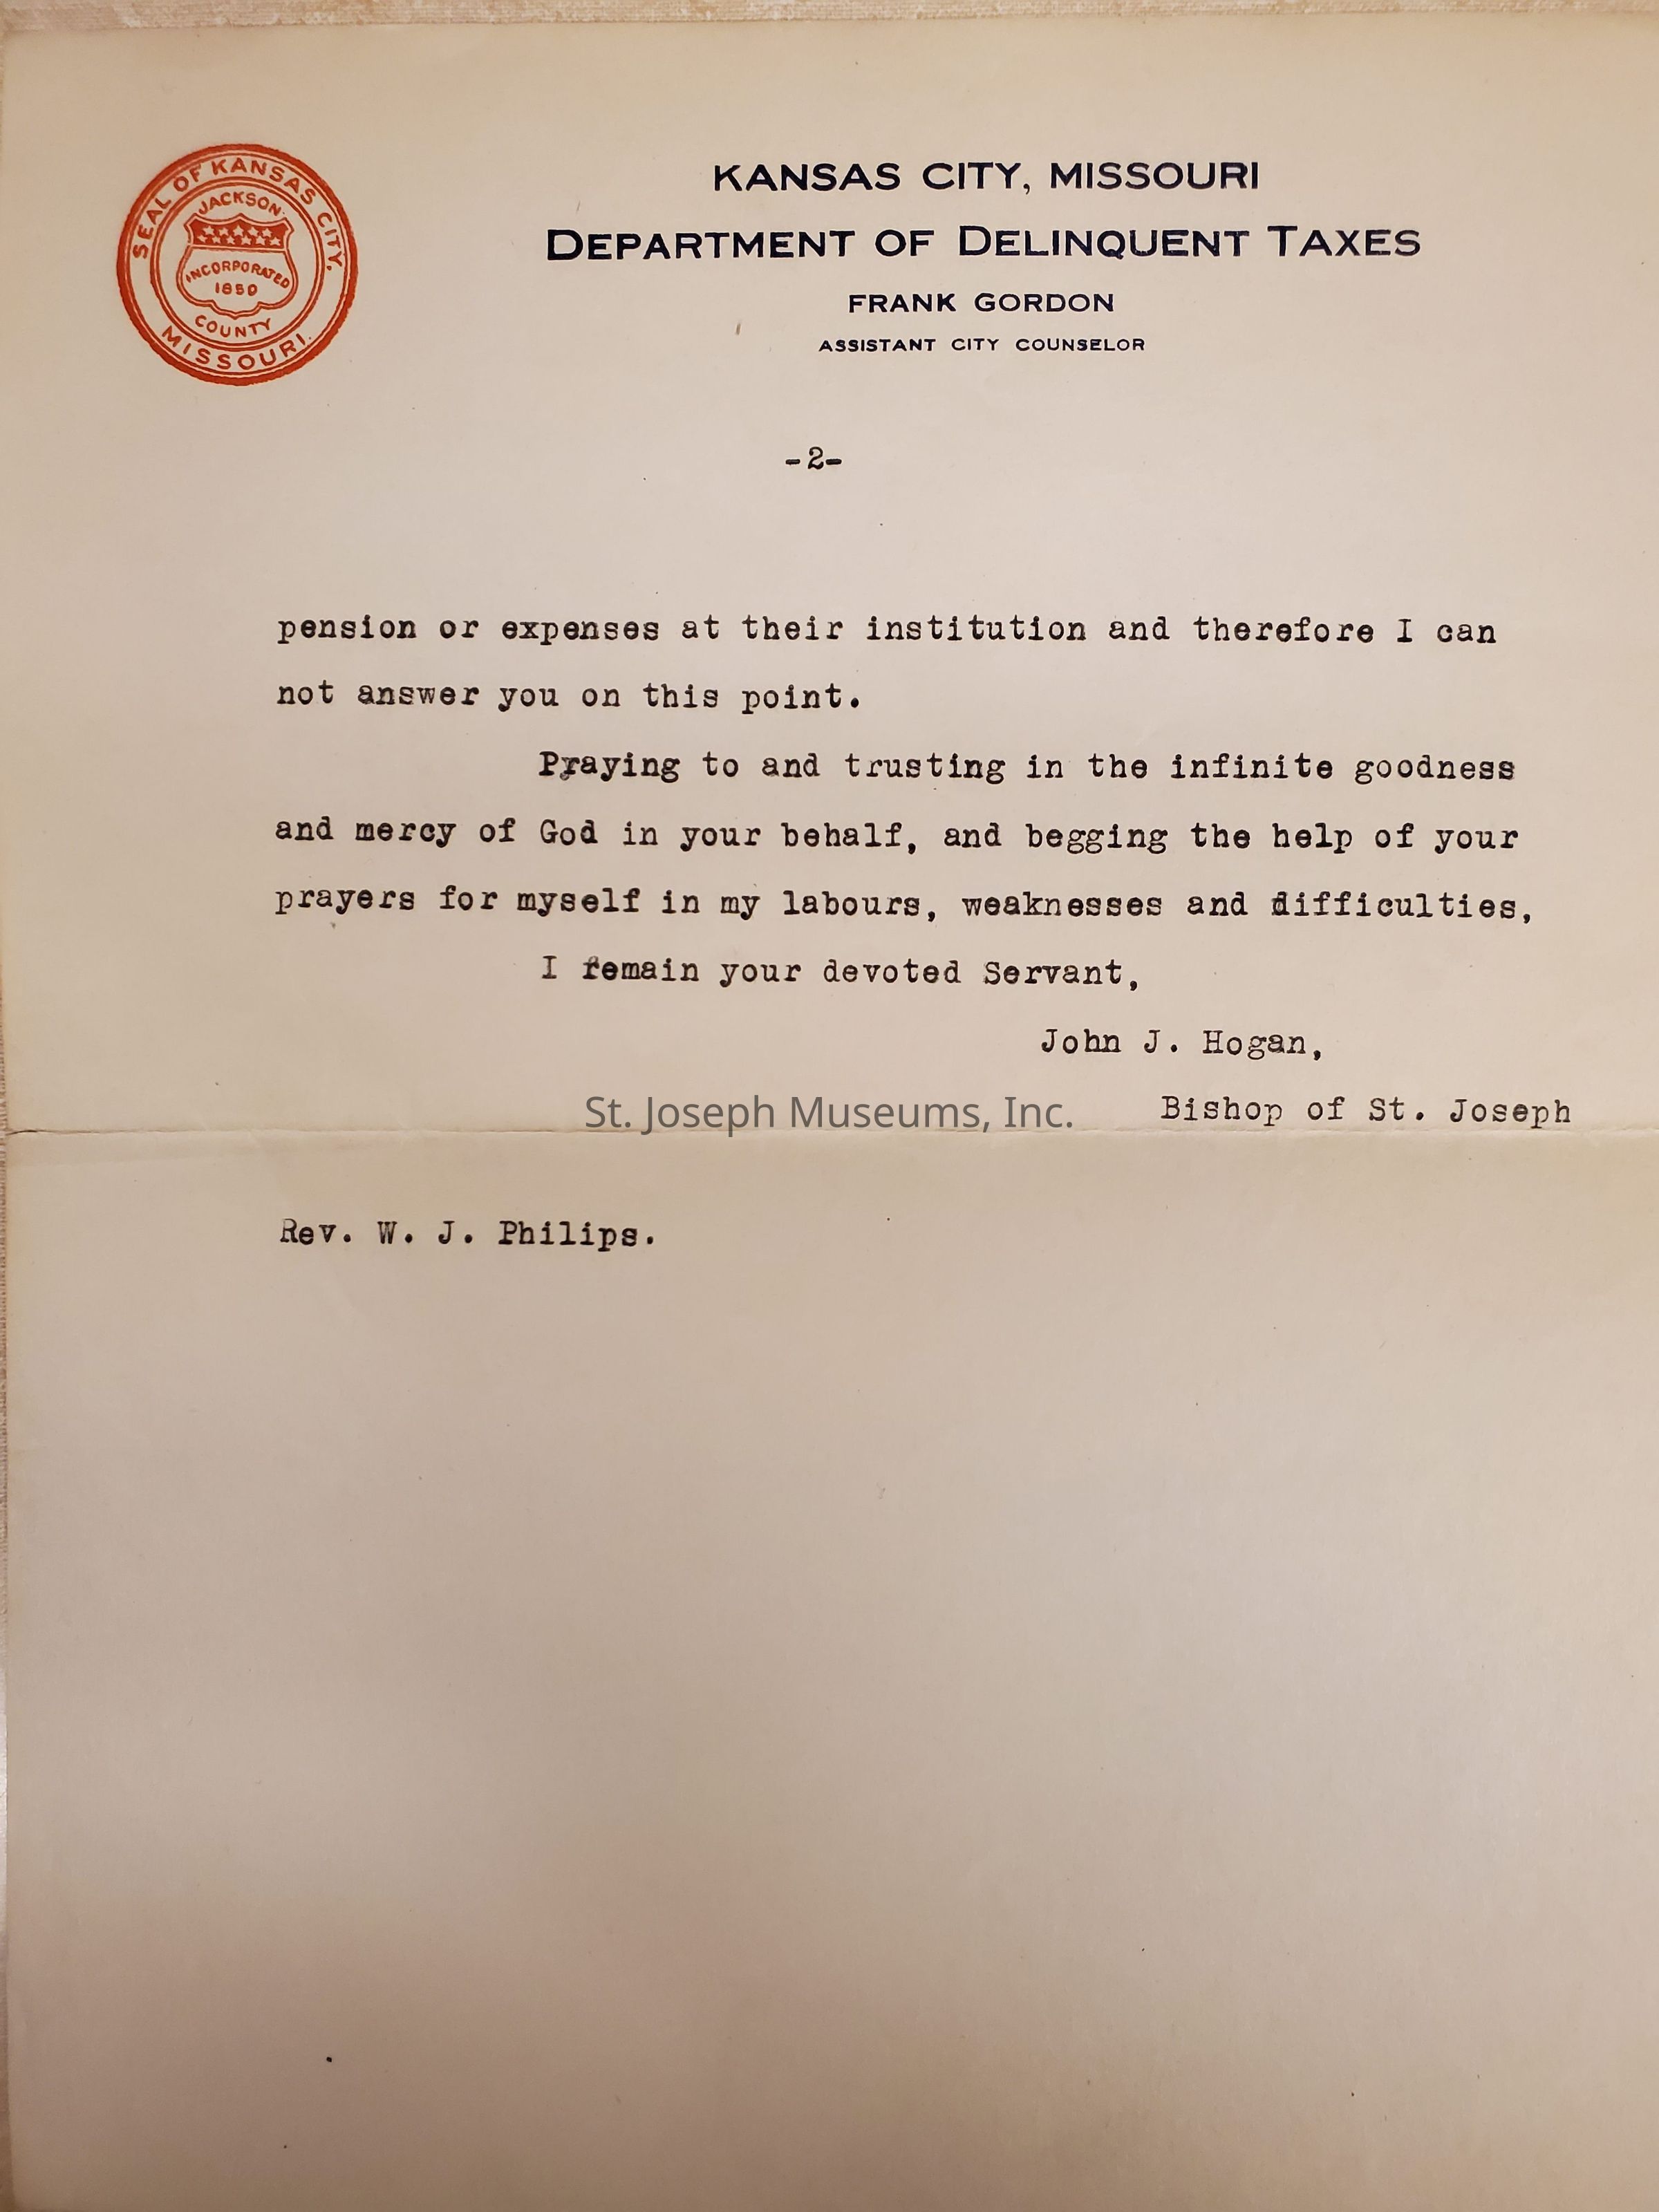 SEAL OF KANSAS CITY,
MISSOURI.
JACKSON
COUNTY
INCORPORATED
1850
KANSAS CITY, MISSOURI
DEPARTMENT OF DELINQUENT TAXES
FRANK GORDON
ASSISTANT CITY COUNSELOR
-2-
pension or expenses at their institution and therefore I can
not answer you on this point.
Praying to and trusting in the infinite goodness
and mercy of God in your behalf, and begging the help of your
prayers for myself in my labours, weaknesses and difficulties,
I remain your devoted Servant,
John J. Hogan,
St. Joseph Museums, Inc.
Bishop of St. Joseph
Rev. W. J. Philips.